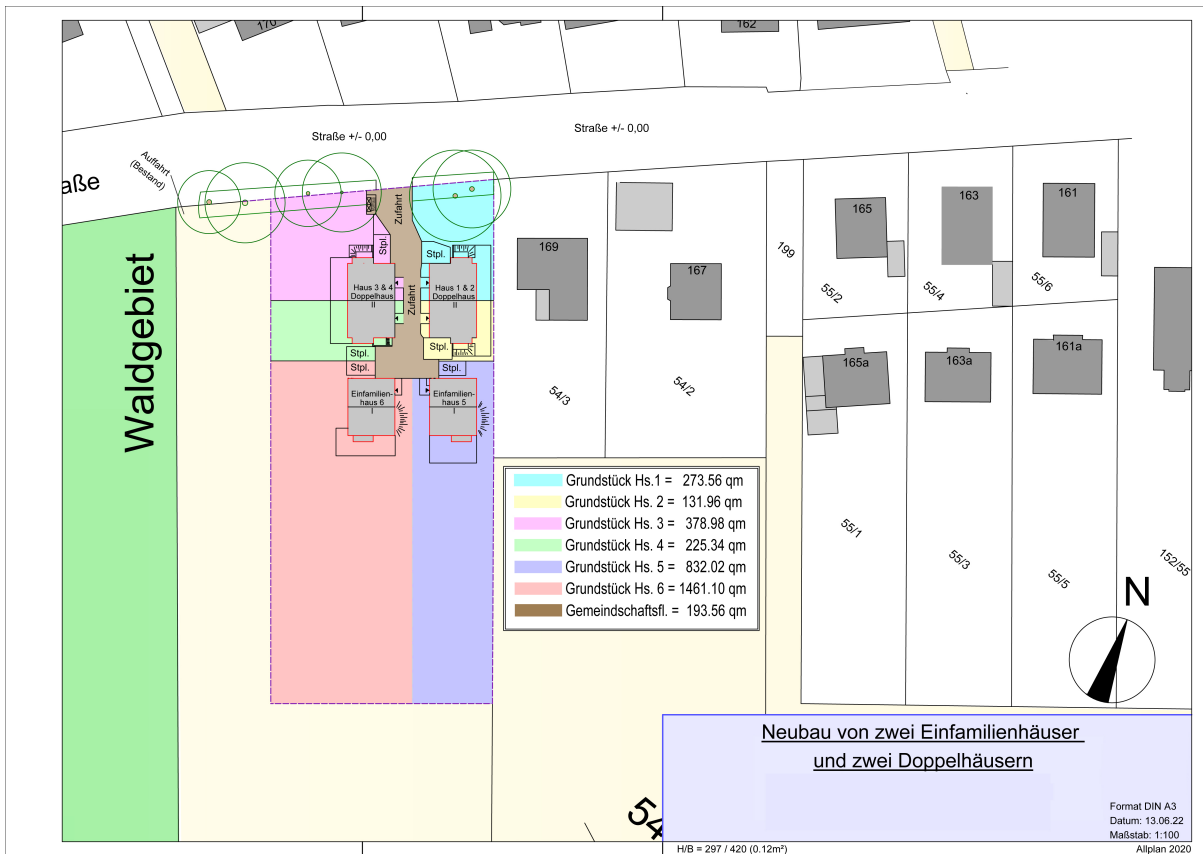 170
162
Straße +/- 0,00
Straße +/- 0,00
Auffahrt
(Bestand)
aße
Zufahrt
Stpl.
Stpl.
Haus 3 & 4
Doppelhaus
II
Zufahrt
Haus 1 & 2
Doppelhaus
II
Stpl.
Stpl.
Stpl.
Stpl.
Einfamilien-
haus 6
I
Einfamilien-
haus 5
I
Waldgebiet
169
167
199
165
163
161
55/2
55/4
55/6
165a
163a
161a
54/3
54/2
55/1
55/3
55/5
152/55
Grundstück Hs.1 = 273.56 qm
Grundstück Hs. 2 = 131.96 qm
Grundstück Hs. 3 = 378.98 qm
Grundstück Hs. 4 = 225.34 qm
Grundstück Hs. 5 = 832.02 qm
Grundstück Hs. 6 = 1461.10 qm
Gemeindschaftsfl. = 193.56 qm
N
54
Neubau von zwei Einfamilienhäuser
und zwei Doppelhäusern
Format DIN A3
Datum: 13.06.22
Maßstab: 1:100
H/B = 297 / 420 (0.12m²)
Allplan 2020